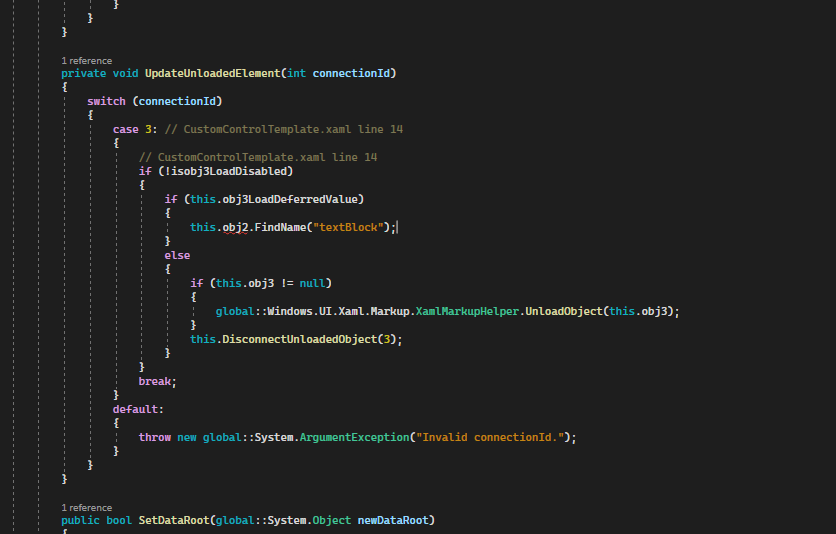 }
}
}
1 reference
private void UpdateUnloadedElement(int connectionId)
{
switch (connectionId)
{
case 3: // CustomControlTemplate.xaml line 14
{
// CustomControlTemplate.xaml line 14
if (!isobj3LoadDisabled)
{
if (this.obj3LoadDeferredValue)
{
this.obj2.FindName("textBlock");
}
else
{
if (this.obj3 != null)
{
global::Windows.UI.Xaml.Markup.XamlMarkupHelper.UnloadObject(this.obj3);
}
this.DisconnectUnloadedObject(3);
}
}
break;
}
default:
{
throw new global::System.ArgumentException("Invalid connectionId.");
}
}
}
1 reference
public bool SetDataRoot(global::System.Object newDataRoot)
{